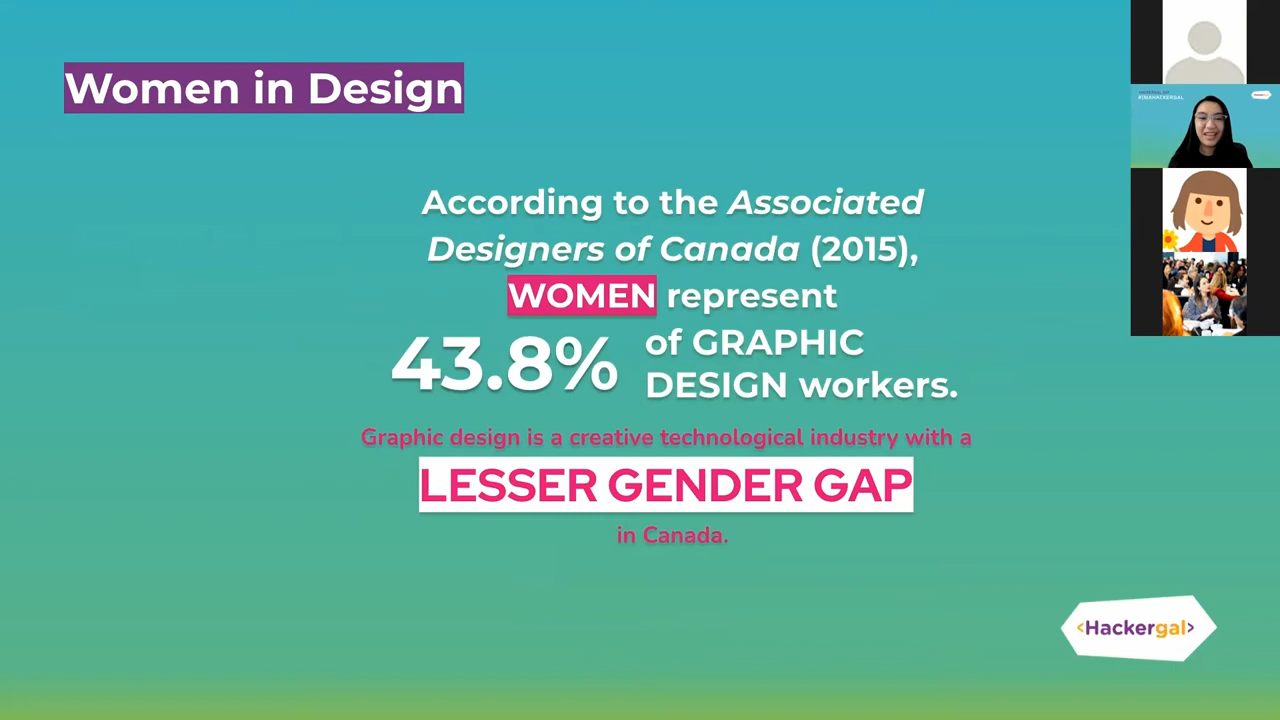 Women in Design
#IMAHACKERGAL
According to the Associated
Designers of Canada (2015),
WOMEN represent
43.8% of GRAPHIC
DESIGN workers.
Graphic design is a creative technological industry with a
LESSER GENDER GAP
in Canada.
<Hackergal>